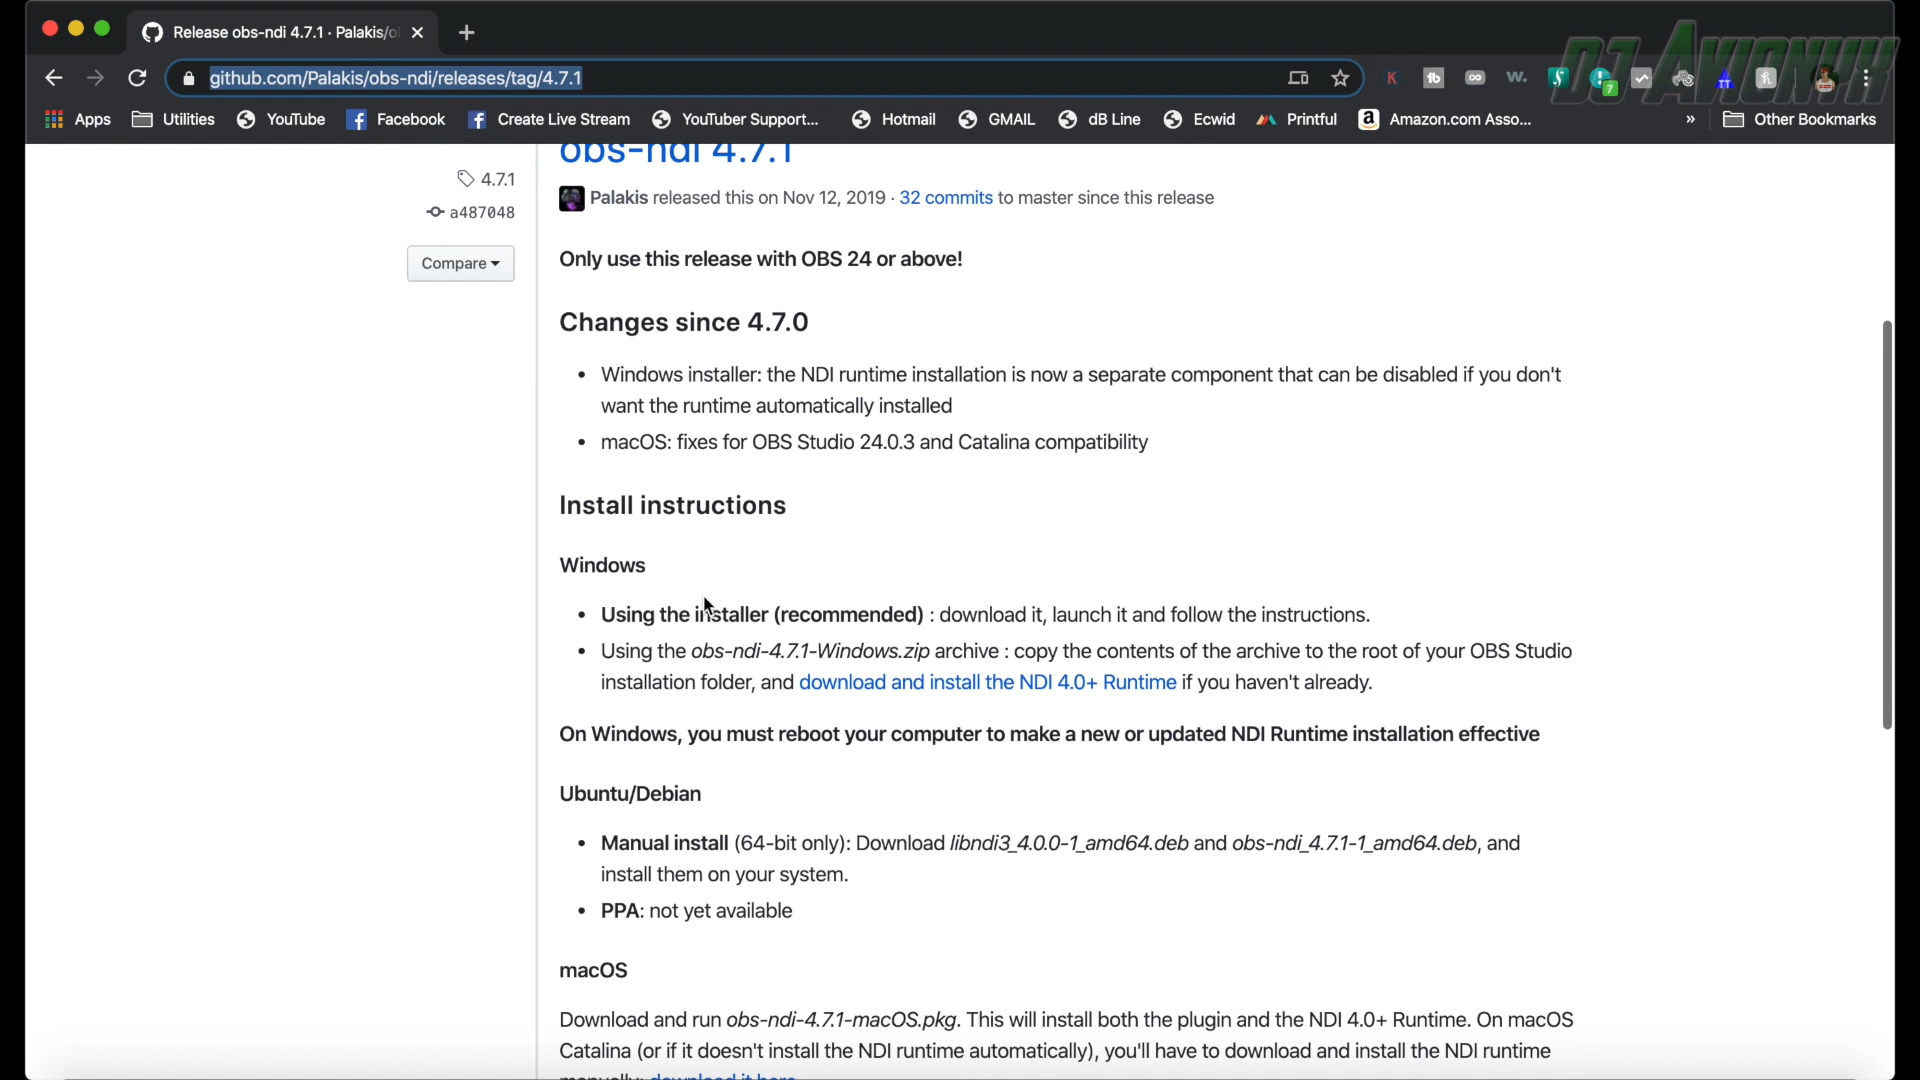 Release obs-ndi 4.7.1 · Palakis/o
DJ AVIONYX
github.com/Palakis/obs-ndi/releases/tag/4.7.1
Apps Utilities YouTube Facebook Create Live Stream YouTuber Support... Hotmail GMAIL dB Line Ecwid Printful Amazon.com Asso... » Other Bookmarks
obs-ndi 4.7.1
4.7.1
Palakis released this on Nov 12, 2019 · 32 commits to master since this release
a487048
Compare
Only use this release with OBS 24 or above!
Changes since 4.7.0
• Windows installer: the NDI runtime installation is now a separate component that can be disabled if you don't
want the runtime automatically installed
• macOS: fixes for OBS Studio 24.0.3 and Catalina compatibility
Install instructions
Windows
• Using the installer (recommended) : download it, launch it and follow the instructions.
• Using the obs-ndi-4.7.1-Windows.zip archive : copy the contents of the archive to the root of your OBS Studio
installation folder, and download and install the NDI 4.0+ Runtime if you haven't already.
On Windows, you must reboot your computer to make a new or updated NDI Runtime installation effective
Ubuntu/Debian
• Manual install (64-bit only): Download libndi3_4.0.0-1_amd64.deb and obs-ndi_4.7.1-1_amd64.deb, and
install them on your system.
• PPA: not yet available
macOS
Download and run obs-ndi-4.7.1-macOS.pkg. This will install both the plugin and the NDI 4.0+ Runtime. On macOS
Catalina (or if it doesn't install the NDI runtime automatically), you'll have to download and install the NDI runtime
manually: download it here